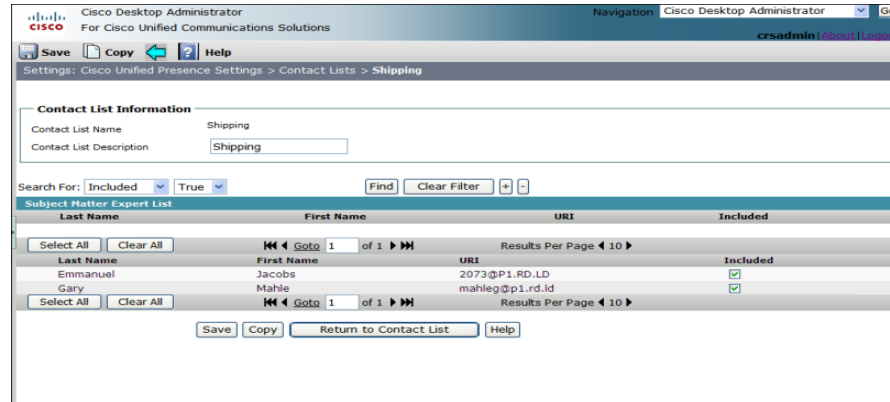 Cisco Desktop Administrator Navigation Cisco Desktop Administrator
CISCO For Cisco Unified Communications Solutions
crsadmin|About|Logou
Save Copy ? Help
Settings: Cisco Unified Presence Settings > Contact Lists > Shipping
Contact List Information
Contact List Name Shipping
Contact List Description Shipping
Search For: Included True Find Clear Filter + -
Subject Matter Expert List
Last Name First Name URI Included
Select All Clear All Goto 1 of 1 Results Per Page 10
Last Name First Name URI Included
Emmanuel Jacobs 2073@P1.RD.LD
Gary Mahle mahleg@p1.rd.ld
Select All Clear All Goto 1 of 1 Results Per Page 10
Save Copy Return to Contact List Help